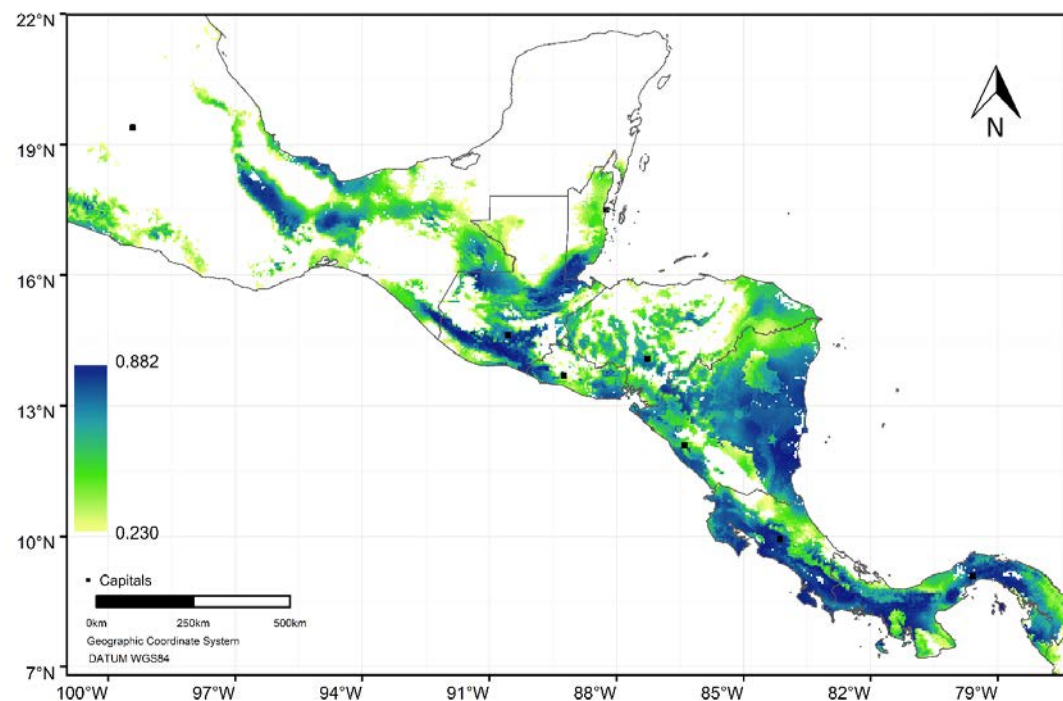 22°N
19°N
16°N
13°N
10°N
7°N
N
0.882
0.230
Capitals
0km 250km 500km
Geographic Coordinate System
DATUM WGS84
100°W 97°W 94°W 91°W 88°W 85°W 82°W 79°W